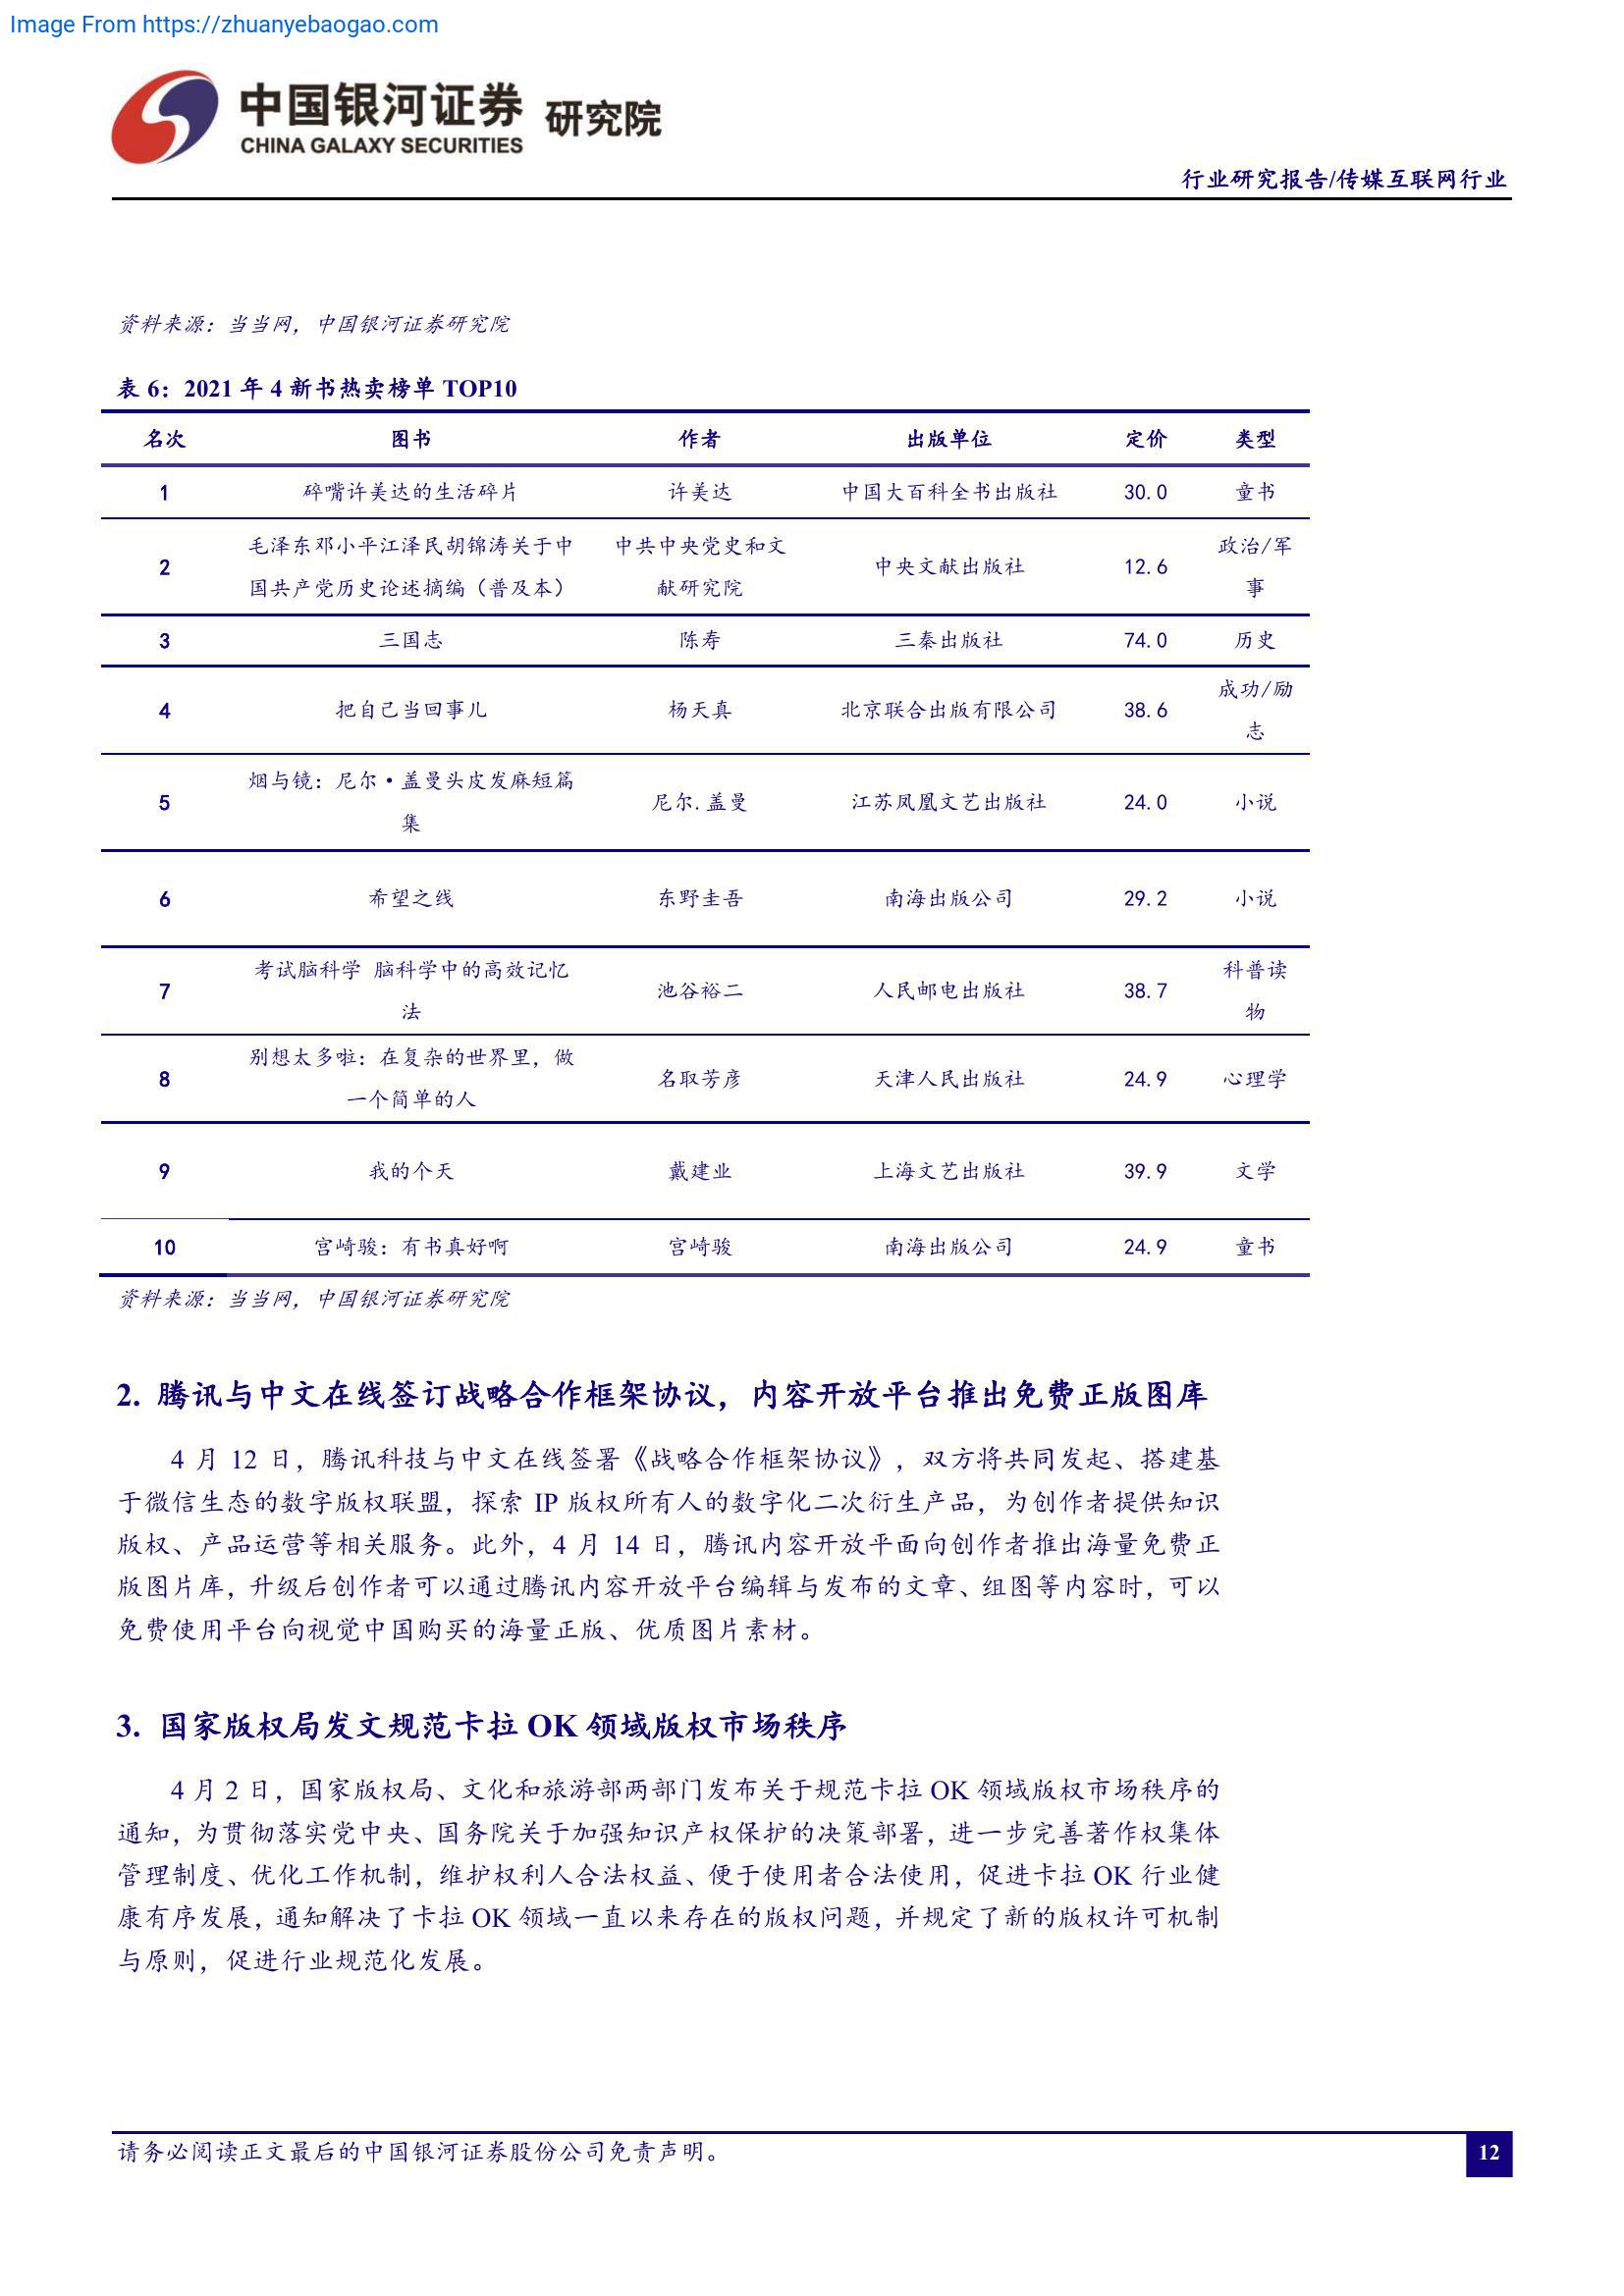 Image From https://zhuanyebaogao.com
中国银河证券 研究院
CHINA GALAXY SECURITIES
行业研究报告/传媒互联网行业
资料来源：当当网，中国银河证券研究院
表 6：2021 年 4 新书热卖榜单 TOP10
名次 图书 作者 出版单位 定价 类型
1 碎嘴许美达的生活碎片 许美达 中国大百科全书出版社 30.0 童书
2 毛泽东邓小平江泽民胡锦涛关于中 中共中央党史和文 中央文献出版社 12.6 政治/军
国共产党历史论述摘编（普及本） 献研究院 事
3 三国志 陈寿 三秦出版社 74.0 历史
4 把自己当回事儿 杨天真 北京联合出版有限公司 38.6 成功/励
志
5 烟与镜：尼尔·盖曼头皮发麻短篇 尼尔.盖曼 江苏凤凰文艺出版社 24.0 小说
集
6 希望之线 东野圭吾 南海出版公司 29.2 小说
7 考试脑科学 脑科学中的高效记忆 池谷裕二 人民邮电出版社 38.7 科普读
法 物
8 别想太多啦：在复杂的世界里，做 名取芳彦 天津人民出版社 24.9 心理学
一个简单的人
9 我的个天 戴建业 上海文艺出版社 39.9 文学
10 宫崎骏：有书真好啊 宫崎骏 南海出版公司 24.9 童书
资料来源：当当网，中国银河证券研究院
2. 腾讯与中文在线签订战略合作框架协议，内容开放平台推出免费正版图库
4 月 12 日，腾讯科技与中文在线签署《战略合作框架协议》，双方将共同发起、搭建基
于微信生态的数字版权联盟，探索 IP 版权所有人的数字化二次衍生产品，为创作者提供知识
版权、产品运营等相关服务。此外，4 月 14 日，腾讯内容开放平面向创作者推出海量免费正
版图片库，升级后创作者可以通过腾讯内容开放平台编辑与发布的文章、组图等内容时，可以
免费使用平台向视觉中国购买的海量正版、优质图片素材。
3. 国家版权局发文规范卡拉 OK 领域版权市场秩序
4 月 2 日，国家版权局、文化和旅游部两部门发布关于规范卡拉 OK 领域版权市场秩序的
通知，为贯彻落实党中央、国务院关于加强知识产权保护的决策部署，进一步完善著作权集体
管理制度、优化工作机制，维护权利人合法权益、便于使用者合法使用，促进卡拉 OK 行业健
康有序发展，通知解决了卡拉 OK 领域一直以来存在的版权问题，并规定了新的版权许可机制
与原则，促进行业规范化发展。
请务必阅读正文最后的中国银河证券股份公司免责声明。
12